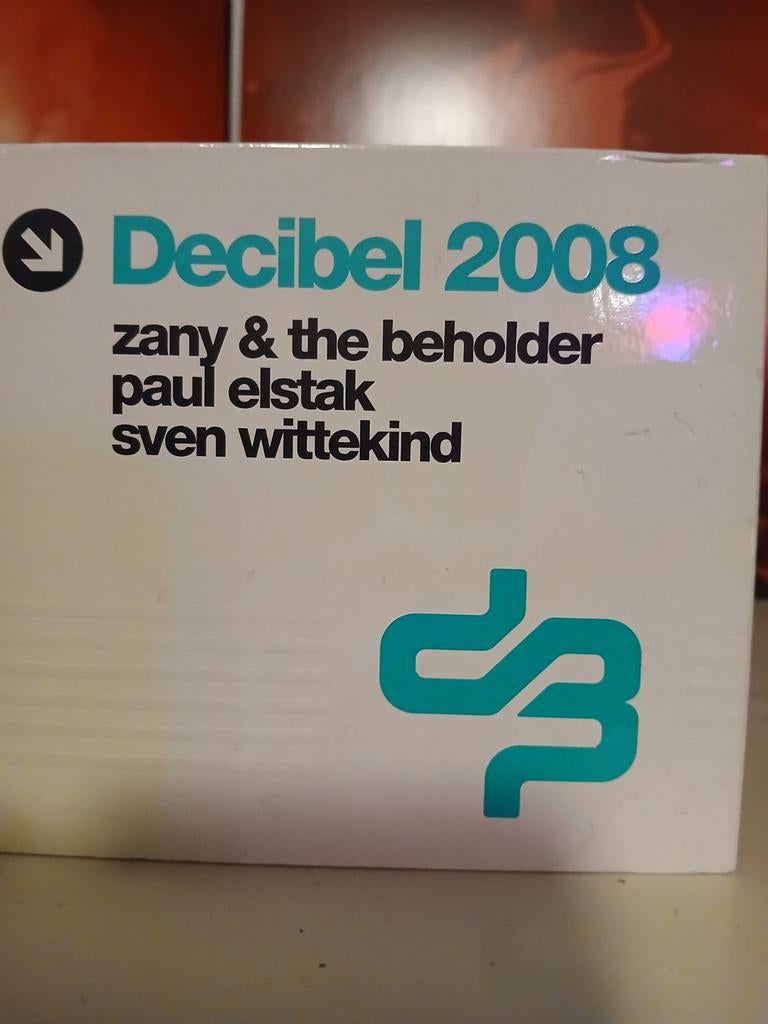 Decibel 2008
zany & the beholder
paul elstak
sven wittekind